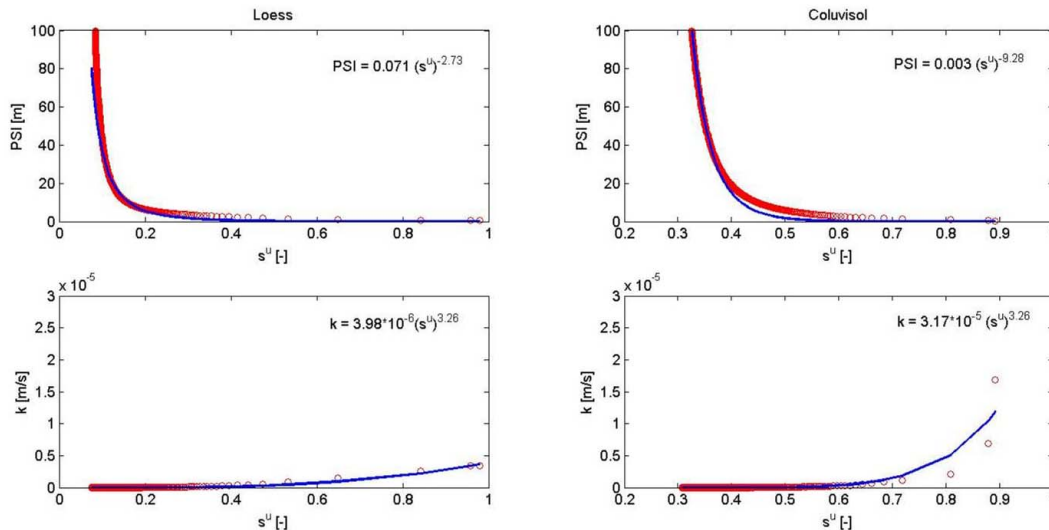 Loess
100
80
60
40
20
0
PSI [m]
PSI = 0.071 (s^u)^-2.73
0 0.2 0.4 0.6 0.8 1
s^u [-]
Coluvisol
100
80
60
40
20
0
PSI [m]
PSI = 0.003 (s^u)^-9.28
0.2 0.3 0.4 0.5 0.6 0.7 0.8 0.9
s^u [-]
3 x 10^-5
2.5
2
1.5
1
0.5
0
k [m/s]
k = 3.98*10^-6 (s^u)^3.26
0 0.2 0.4 0.6 0.8 1
s^u [-]
3 x 10^-5
2.5
2
1.5
1
0.5
0
k [m/s]
k = 3.17*10^-5 (s^u)^3.26
0.2 0.3 0.4 0.5 0.6 0.7 0.8 0.9
s^u [-]